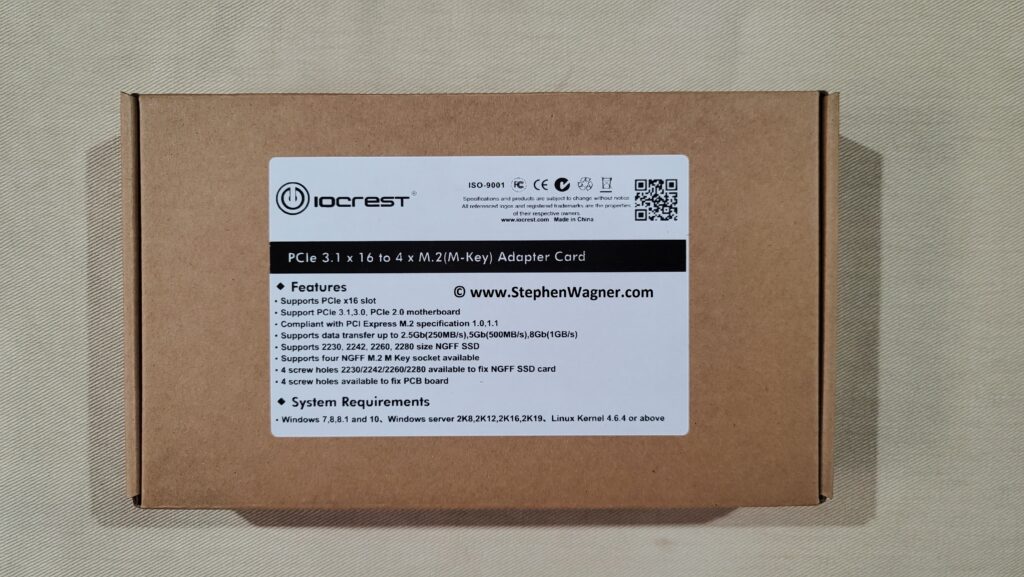 IOCREST®
ISO-9001 FC CE
Specifications and products are subject to change without notice.
All referenced logos and registered trademarks are the properties
of their respective owners.
www.iocrest.com Made in China
PCIe 3.1 x 16 to 4 x M.2(M-Key) Adapter Card
◆ Features
© www.StephenWagner.com
· Supports PCIe x16 slot
· Support PCIe 3.1,3.0, PCIe 2.0 motherboard
· Compliant with PCI Express M.2 specification 1.0,1.1
· Supports data transfer up to 2.5Gb(250MB/s),5Gb(500MB/s),8Gb(1GB/s)
· Supports 2230, 2242, 2260, 2280 size NGFF SSD
· Supports four NGFF M.2 M Key socket available
· 4 screw holes 2230/2242/2260/2280 available to fix NGFF SSD card
· 4 screw holes available to fix PCB board
◆ System Requirements
· Windows 7,8,8.1 and 10、Windows server 2K8,2K12,2K16,2K19、Linux Kernel 4.6.4 or above